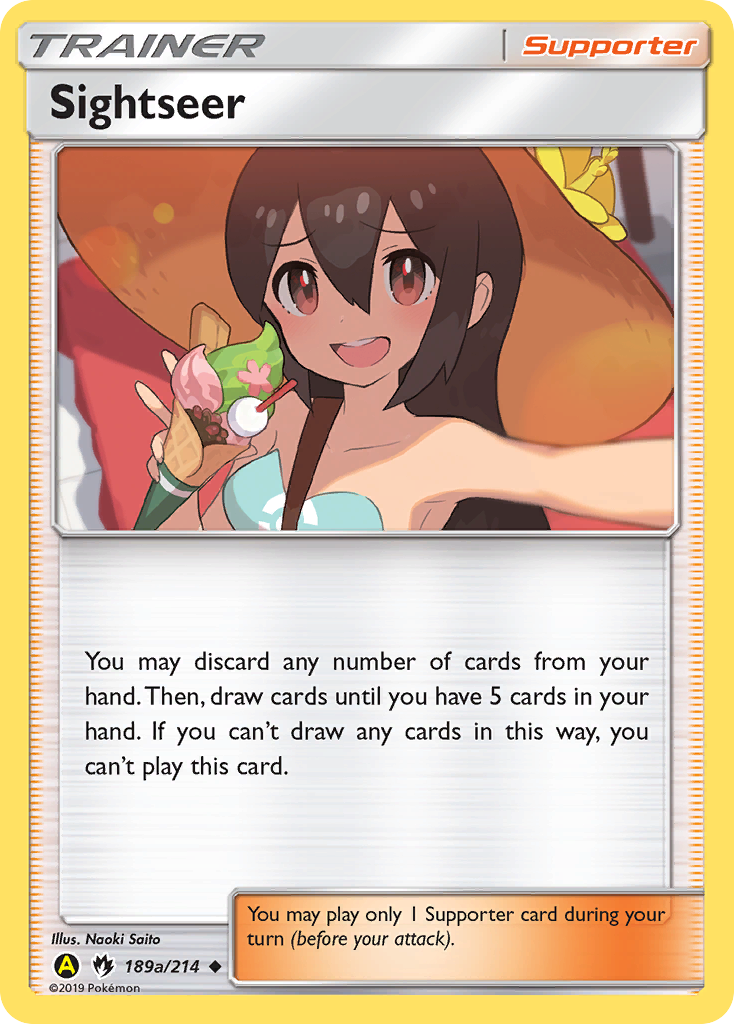 TRAINER
Supporter
Sightseer
You may discard any number of cards from your
hand. Then, draw cards until you have 5 cards in your
hand. If you can't draw any cards in this way, you
can't play this card.
You may play only 1 Supporter card during your
turn (before your attack).
Illus. Naoki Saito
A
189a/214
©2019 Pokémon